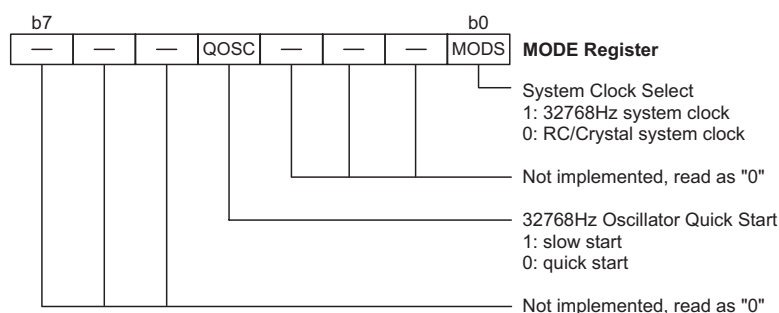 b7 b0
— — — QOSC — — — MODS MODE Register
System Clock Select
1: 32768Hz system clock
0: RC/Crystal system clock
Not implemented, read as "0"
32768Hz Oscillator Quick Start
1: slow start
0: quick start
Not implemented, read as "0"